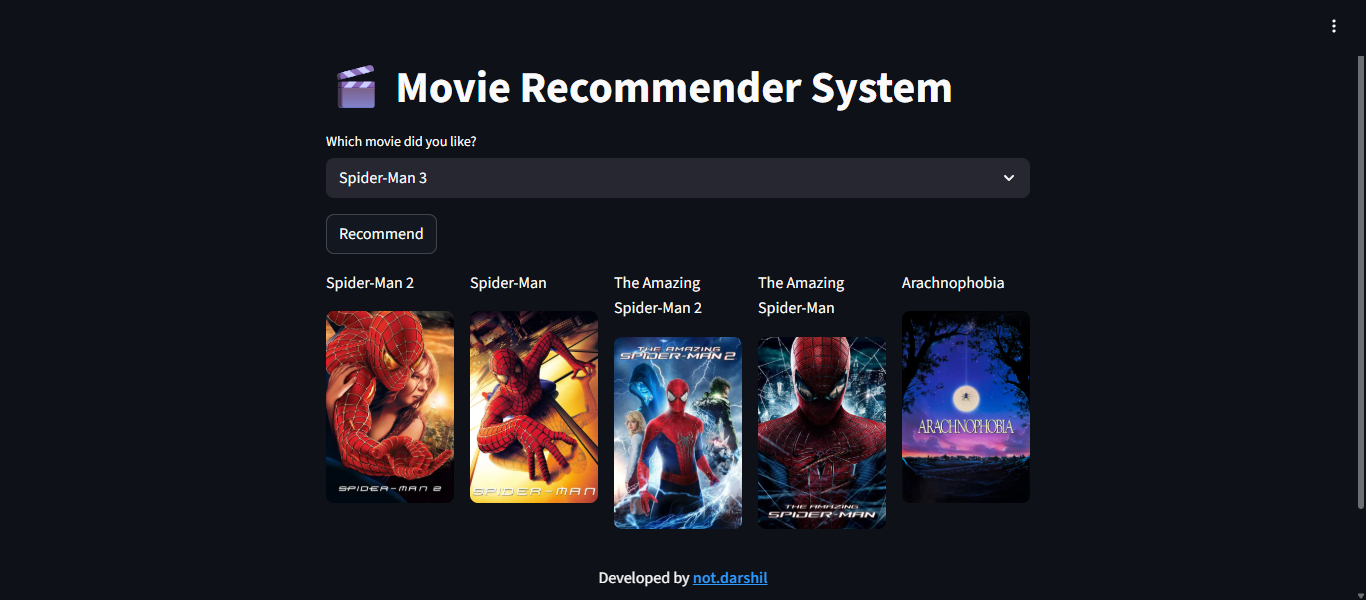 Movie Recommender System
Which movie did you like?
Spider-Man 3
Recommend
Spider-Man 2
Spider-Man
The Amazing
Spider-Man 2
The Amazing
Spider-Man
Arachnophobia
SPIDER-MAN 2
SPIDER-MAN
THE AMAZING
SPIDER-MAN 2
THE AMAZING
SPIDER-MAN
ARACHNOPHOBIA
Developed by not.darshil